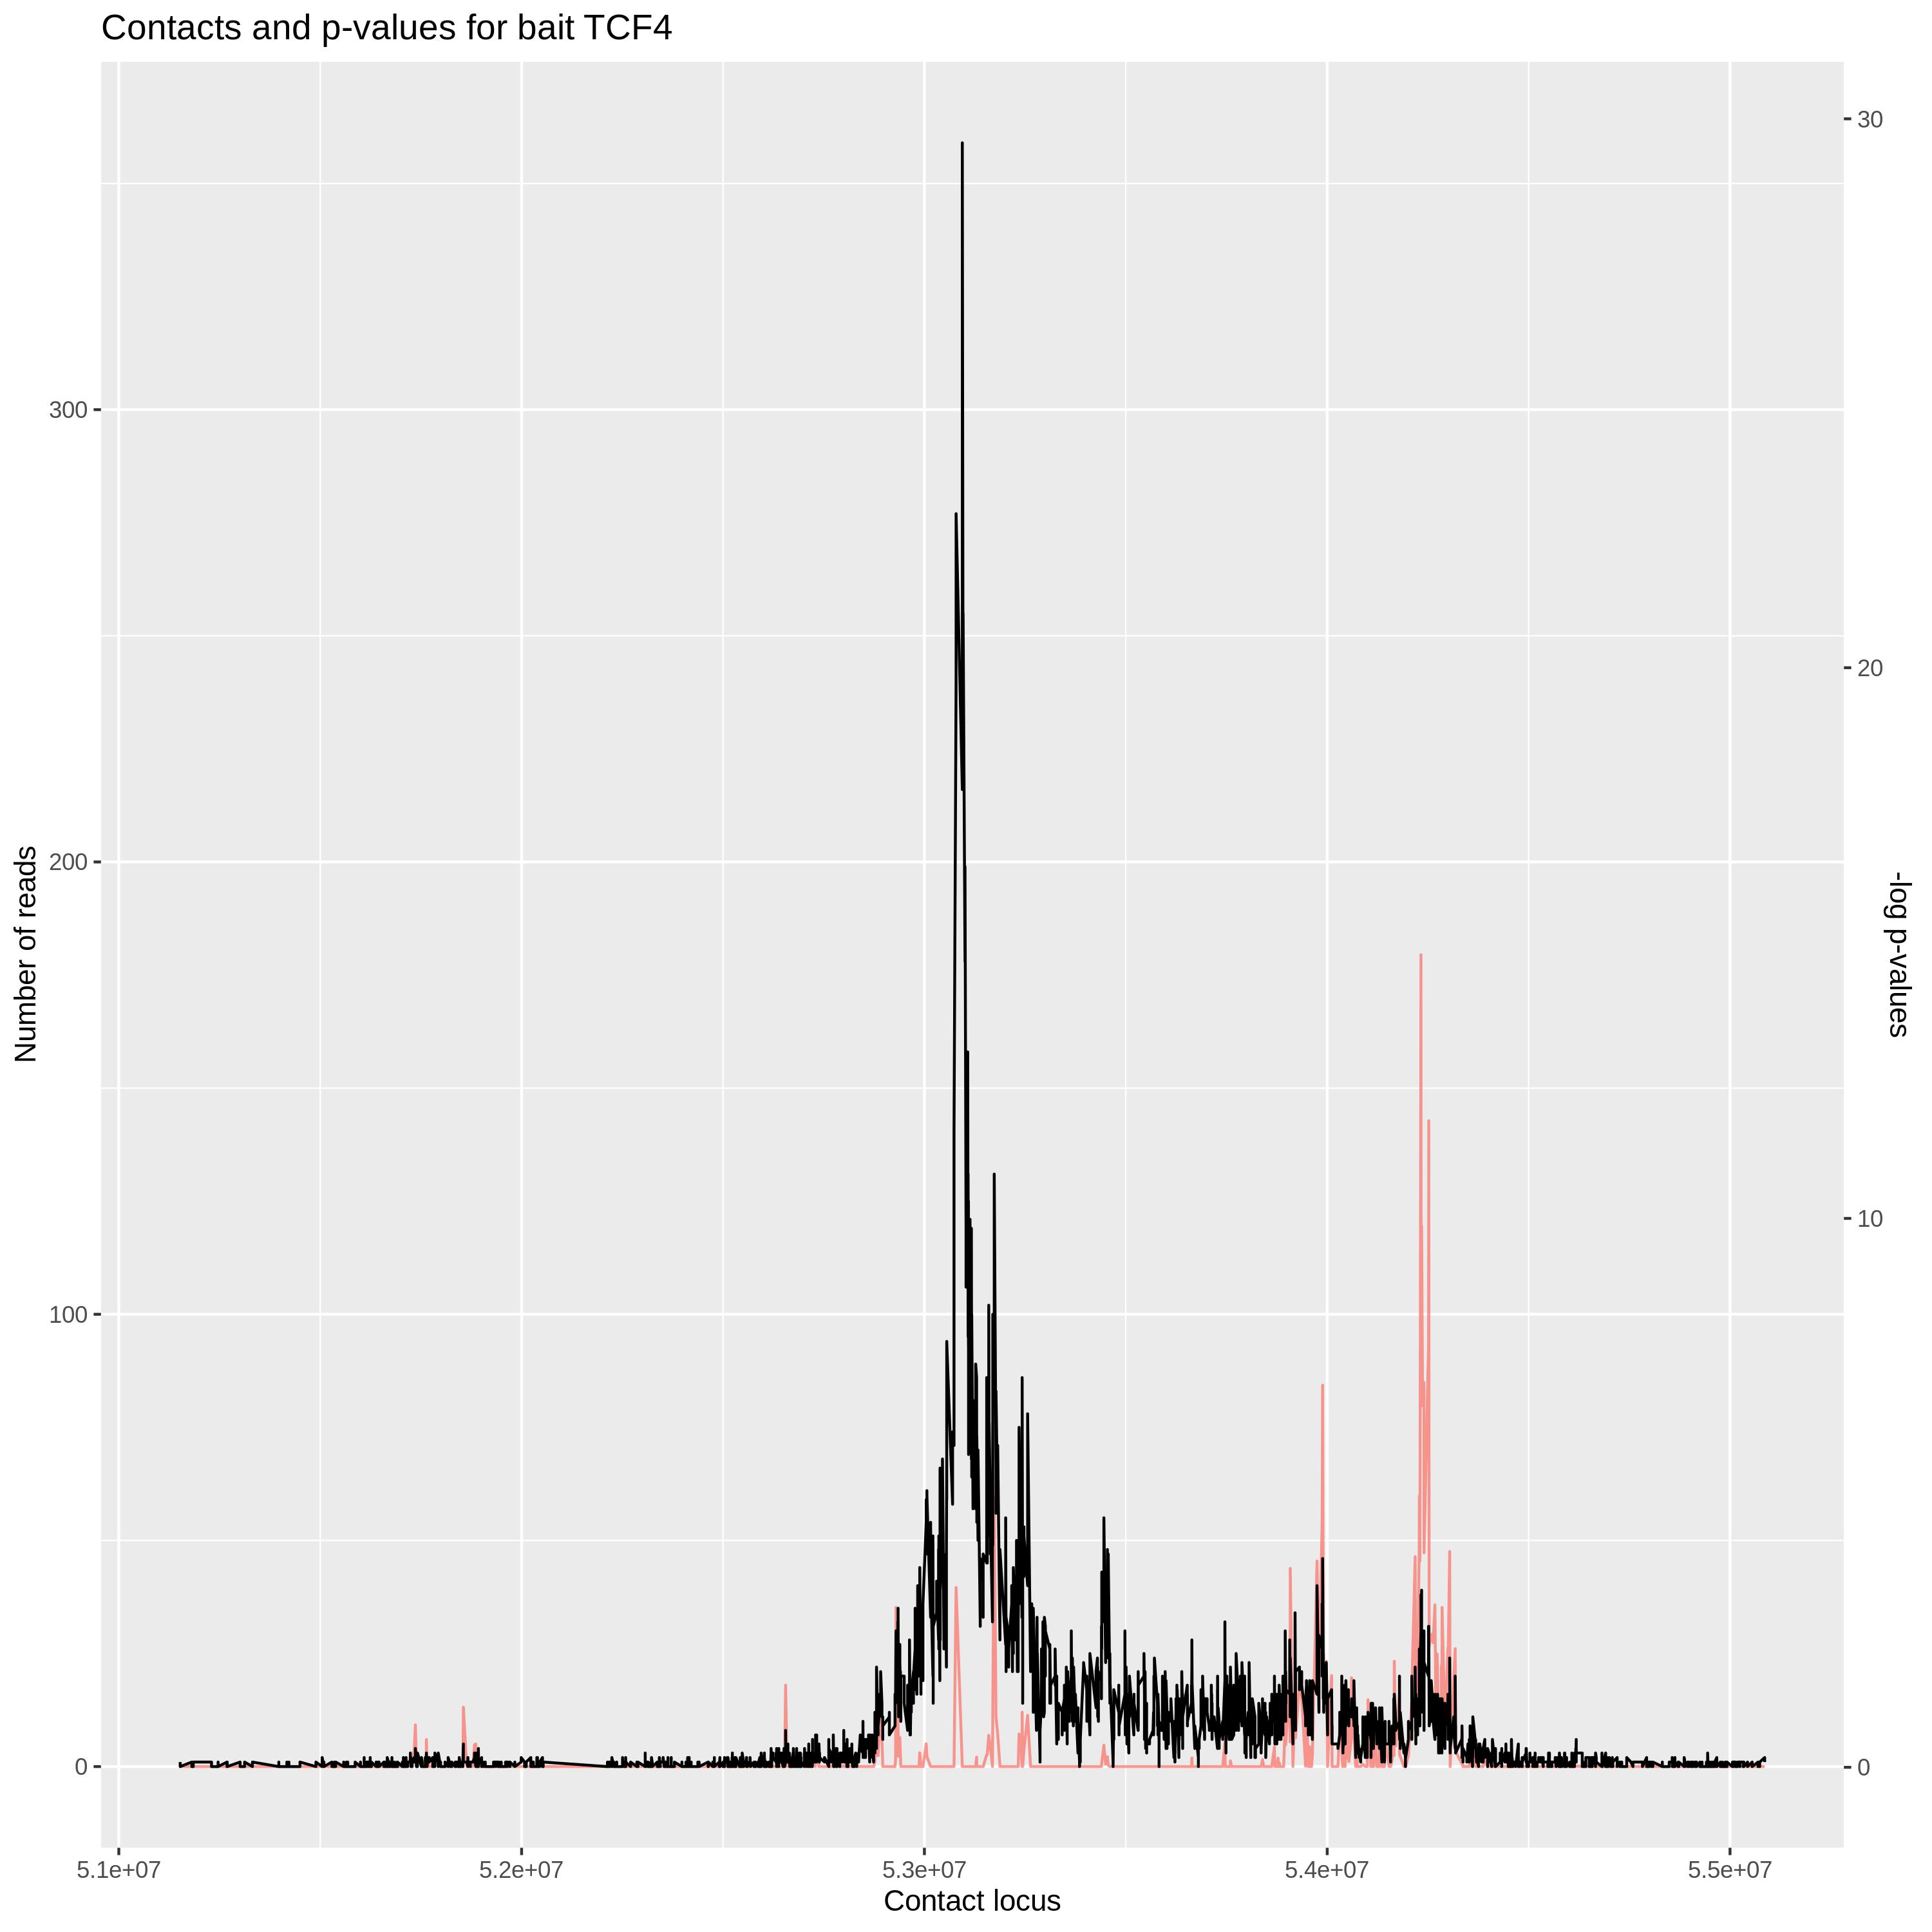 Contacts and p-values for bait TCF4
300
200
100
0
Number of reads
30
20
10
0
-log p-values
5.1e+07
5.2e+07
5.3e+07
5.4e+07
5.5e+07
Contact locus